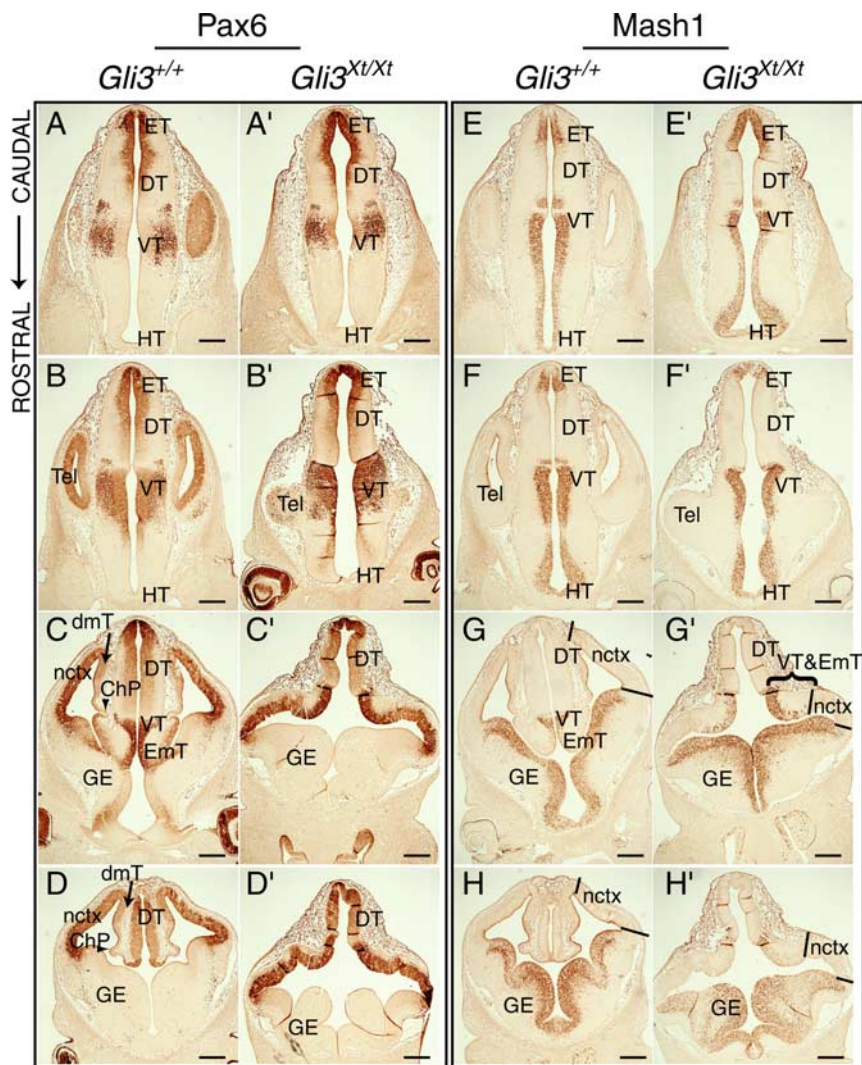 Pax6 Mash1
Gli3+/+ Gli3Xt/Xt Gli3+/+ Gli3Xt/Xt
ROSTRAL CAUDAL
A ET DT VT HT
A' ET DT VT HT
E ET DT VT HT
E' ET DT VT HT
B ET DT Tel VT HT
B' ET DT Tel VT HT
F ET DT Tel VT HT
F' ET DT Tel VT HT
C dmT nctx DT ChP VT EmT GE
C' DT GE
G DT nctx VT EmT GE
G' DT VT&EmT nctx GE
D dmT nctx DT ChP GE
D' DT GE
H nctx GE
H' nctx GE